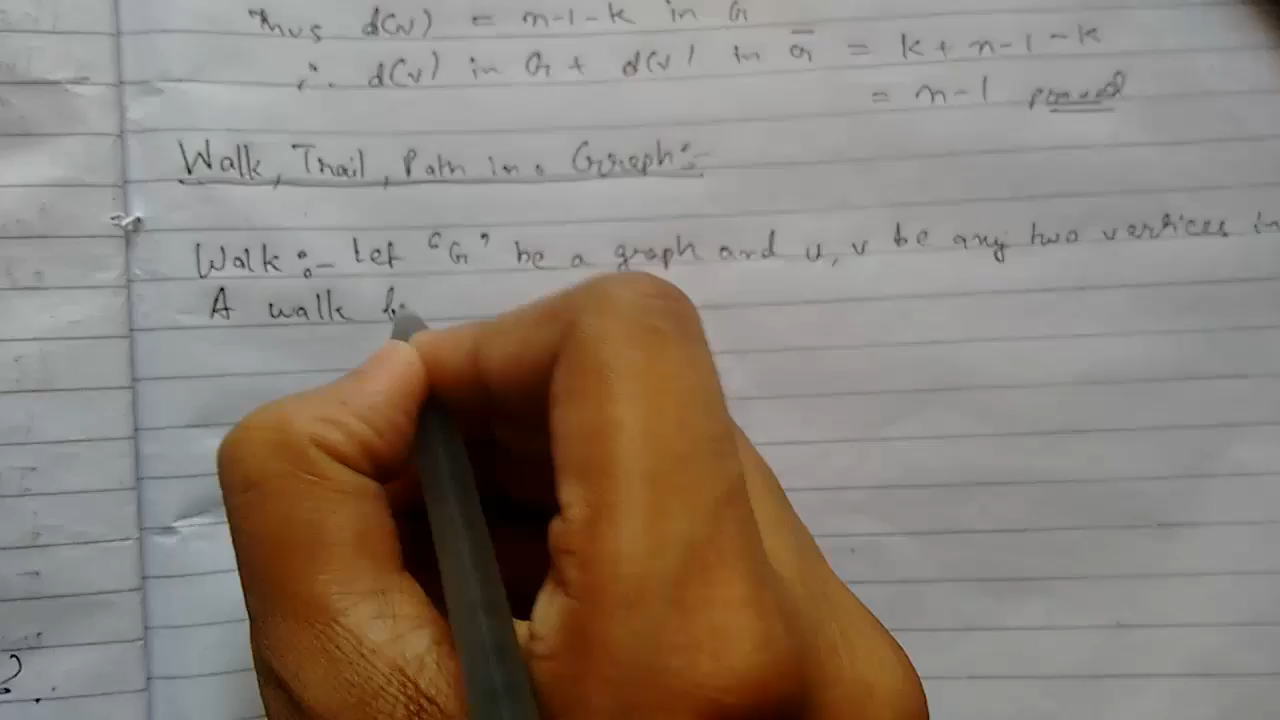 Thus d(v) = n-1-k in G
∴ d(v) in G + d(v) in G̅ = k + n-1-k
= n-1 proved
Walk, Trail, Path in a Graph:-
Walk:- Let "G" be a graph and u, v be any two vertices in
A walk
?